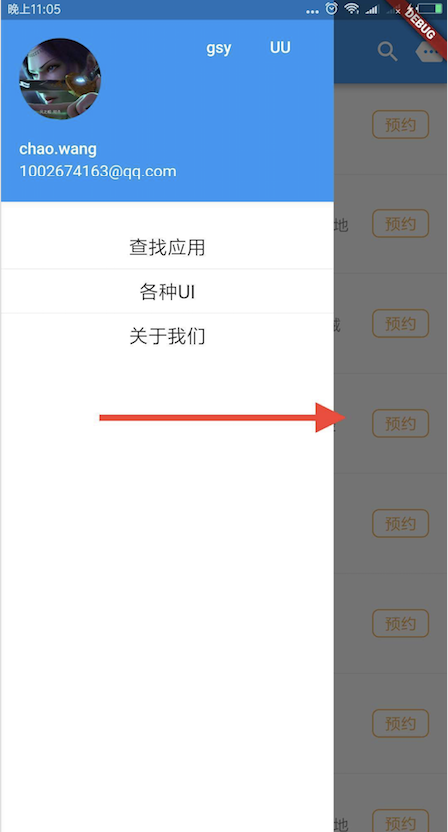 晚上11:05
DEBUG
gsy UU
chao.wang
1002674163@qq.com
预约
地 预约
查找应用
各种UI
预约
关于我们
预约
预约
预约
预约
地 预约